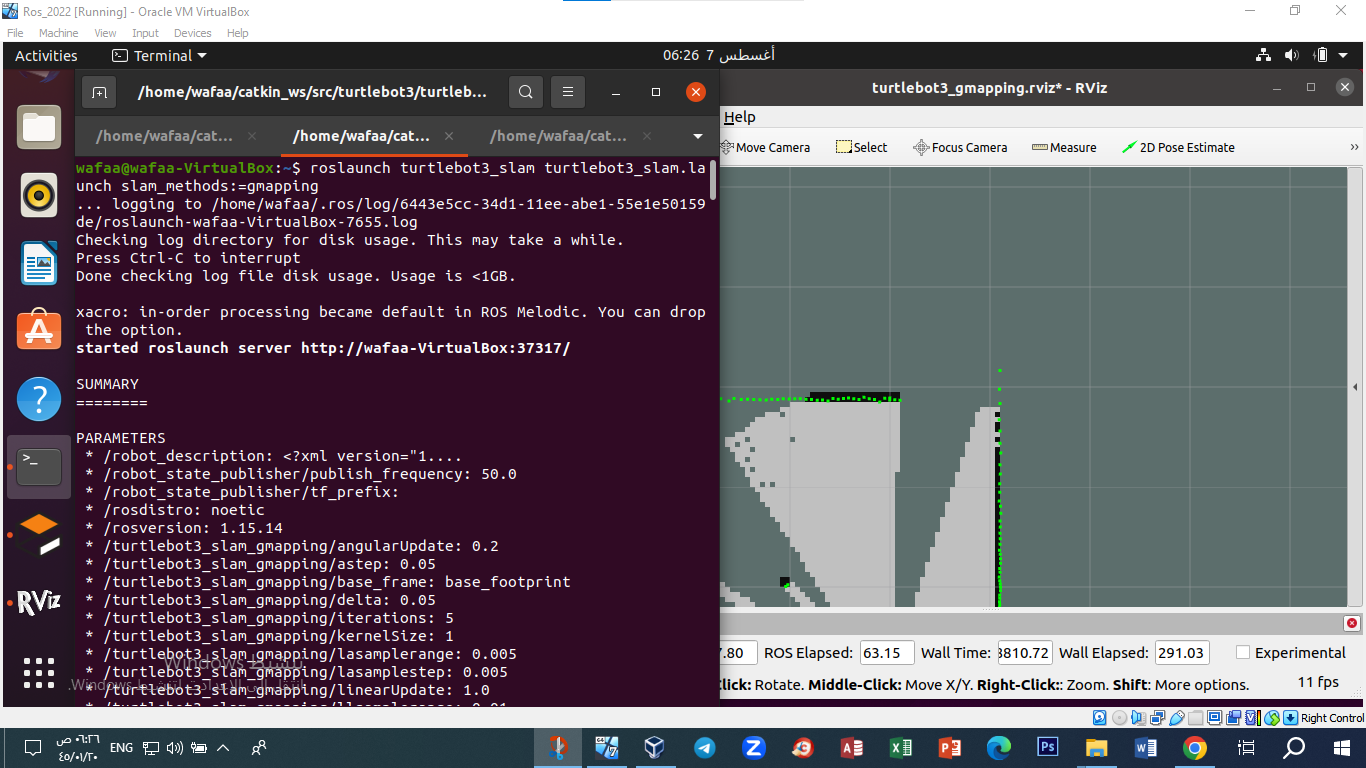 Ros_2022 [Running] - Oracle VM VirtualBox
File Machine View Input Devices Help
Activities Terminal 06:26 أغسطس 7
/home/wafaa/catkin_ws/src/turtlebot3/turtleb...
/home/wafaa/cat... /home/wafaa/cat... /home/wafaa/cat...
wafaa@wafaa-VirtualBox:~$ roslaunch turtlebot3_slam turtlebot3_slam.la
unch slam_methods:=gmapping
... logging to /home/wafaa/.ros/log/6443e5cc-34d1-11ee-abe1-55e1e50159
de/roslaunch-wafaa-VirtualBox-7655.log
Checking log directory for disk usage. This may take a while.
Press Ctrl-C to interrupt
Done checking log file disk usage. Usage is <1GB.
xacro: in-order processing became default in ROS Melodic. You can drop
the option.
started roslaunch server http://wafaa-VirtualBox:37317/
SUMMARY
========
PARAMETERS
* /robot_description: <?xml version="1....
* /robot_state_publisher/publish_frequency: 50.0
* /robot_state_publisher/tf_prefix:
* /rosdistro: noetic
* /rosversion: 1.15.14
* /turtlebot3_slam_gmapping/angularUpdate: 0.2
* /turtlebot3_slam_gmapping/astep: 0.05
* /turtlebot3_slam_gmapping/base_frame: base_footprint
* /turtlebot3_slam_gmapping/delta: 0.05
* /turtlebot3_slam_gmapping/iterations: 5
* /turtlebot3_slam_gmapping/kernelSize: 1
* /turtlebot3_slam_gmapping/lasamplerange: 0.005
* /turtlebot3_slam_gmapping/lasamplestep: 0.005
* /turtlebot3_slam_gmapping/linearUpdate: 1.0
تنشيط Windows
RViz
turtlebot3_gmapping.rviz* - RViz
Help
Move Camera Select Focus Camera Measure 2D Pose Estimate »
7.80 ROS Elapsed: 63.15 Wall Time: 3810.72 Wall Elapsed: 291.03 Experimental
Click: Rotate. Middle-Click: Move X/Y. Right-Click:: Zoom. Shift: More options. 11 fps
Right Control
٠٦:٢٦ ص
٤٥/٠١/٢٠
ENG